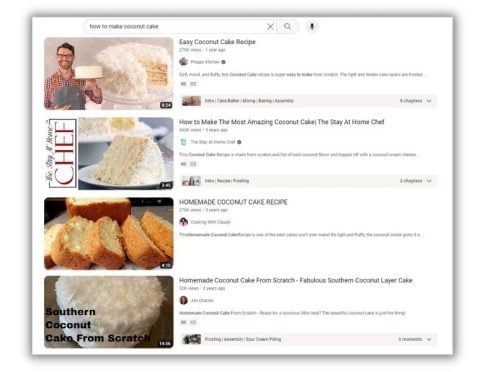 how to make coconut cake
Easy Coconut Cake Recipe
270K views • 1 year ago
Preppy Kitchen
Soft, moist, and fluffy, this Coconut Cake recipe is super easy to make from scratch. The light and tender cake layers are frosted ...
4K CC
8:24
Intro | Cake Batter | Mixing | Baking | Assembly
5 chapters
How to Make The Most Amazing Coconut Cake| The Stay At Home Chef
• 5 years ago
The Stay At Home Chef
This Coconut Cake Recipe is made from scratch and full of bold coconut flavor and topped off with a coconut cream cheese ...
4K CC
The Stay At Home
CHEF
5:45
Intro | Recipe | Frosting
3 chapters
HOMEMADE COCONUT CAKE RECIPE
276K views • 3 years ago
Cooking With Claudy
This Homemade Coconut Cake Recipe is one of the best cakes you'll ever make! It's light and fluffy the coconut inside gives it a ...
4:10
Homemade Coconut Cake From Scratch - Fabulous Southern Coconut Layer Cake
views • 2 years ago
Jan Charles
Homemade Coconut Cake From Scratch - Ready for a luscious little treat? The beautiful coconut cake is just the thing!
4K CC
Southern
Coconut
Cake From Scratch
14:56
Frosting | Assembly | Sour Cream Filling
3 moments